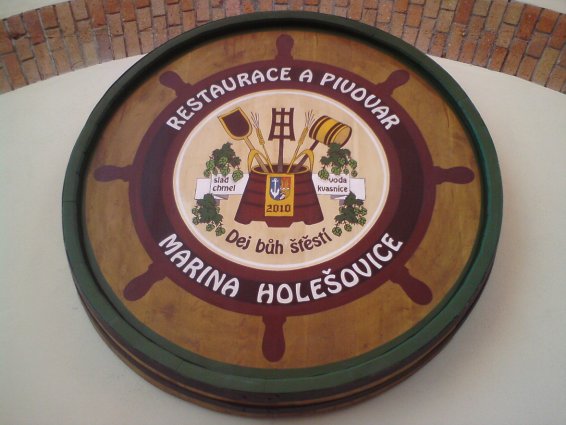 RESTAURACE A PIVOVAR
slad
chmel
voda
kvasnice
2010
Dej bůh štěstí
MARINA HOLEŠOVICE